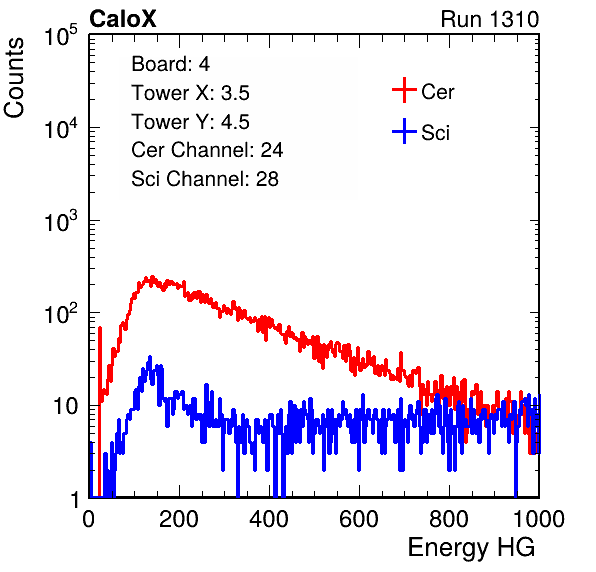 CaloX Run 1310
Counts
10^5
10^4
10^3
10^2
10
1
Board: 4
Tower X: 3.5
Tower Y: 4.5
Cer Channel: 24
Sci Channel: 28
Cer
Sci
0 200 400 600 800 1000
Energy HG